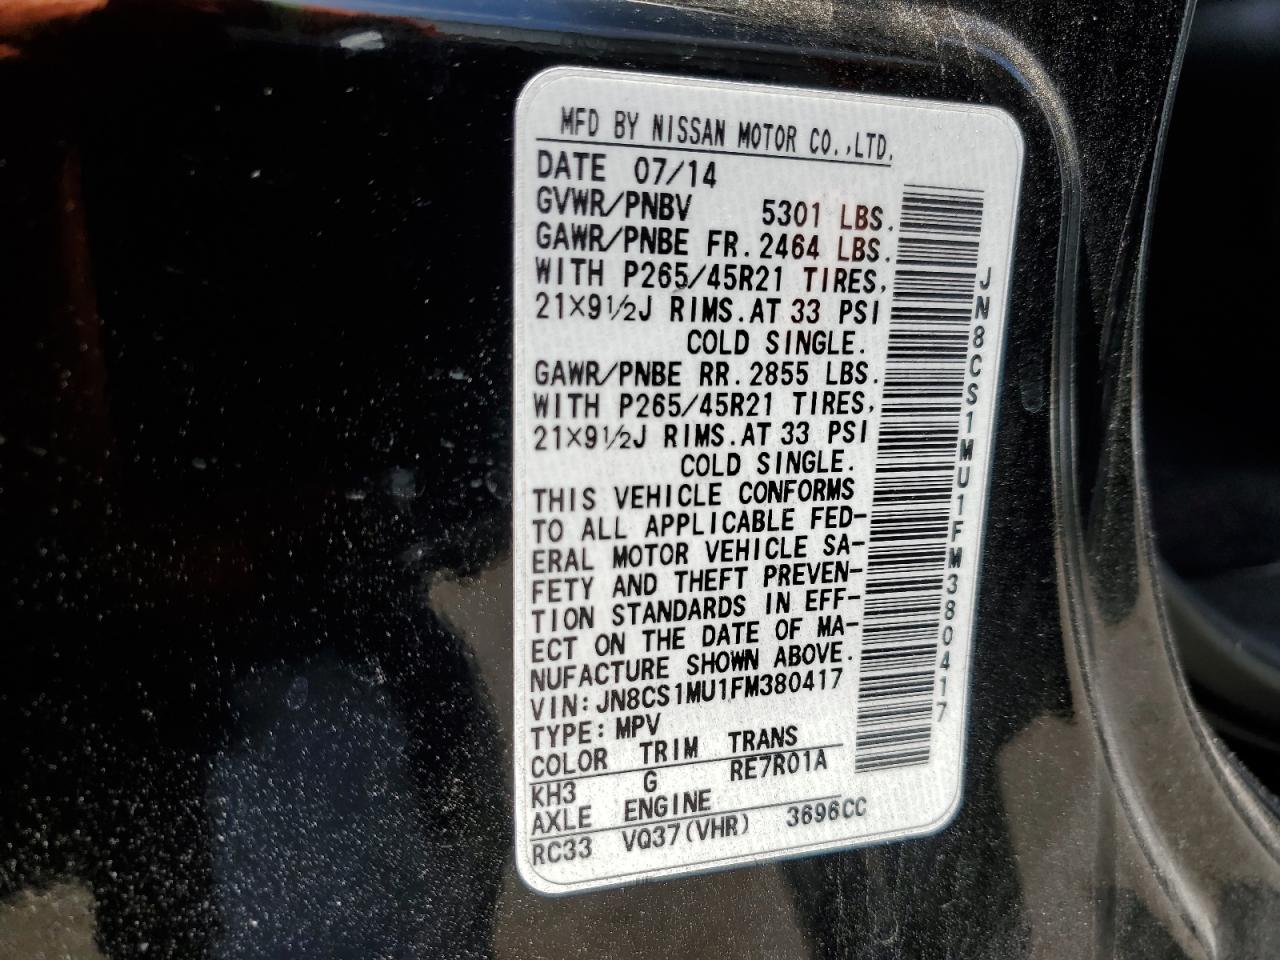 MFD BY NISSAN MOTOR CO.,LTD.
DATE 07/14
GVWR/PNBV 5301 LBS.
GAWR/PNBE FR. 2464 LBS.
WITH P265/45R21 TIRES,
21×9½J RIMS. AT 33 PSI
COLD SINGLE.
GAWR/PNBE RR. 2855 LBS.
WITH P265/45R21 TIRES,
21×9½J RIMS. AT 33 PSI
COLD SINGLE.
THIS VEHICLE CONFORMS
TO ALL APPLICABLE FED-
ERAL MOTOR VEHICLE SA-
FETY AND THEFT PREVEN-
TION STANDARDS IN EFF-
ECT ON THE DATE OF MA-
NUFACTURE SHOWN ABOVE.
VIN: JN8CS1MU1FM380417
TYPE: MPV
COLOR TRIM TRANS
KH3 G RE7R01A
AXLE ENGINE
RC33 VQ37(VHR) 3696CC
JN8CS1MU1FM380417